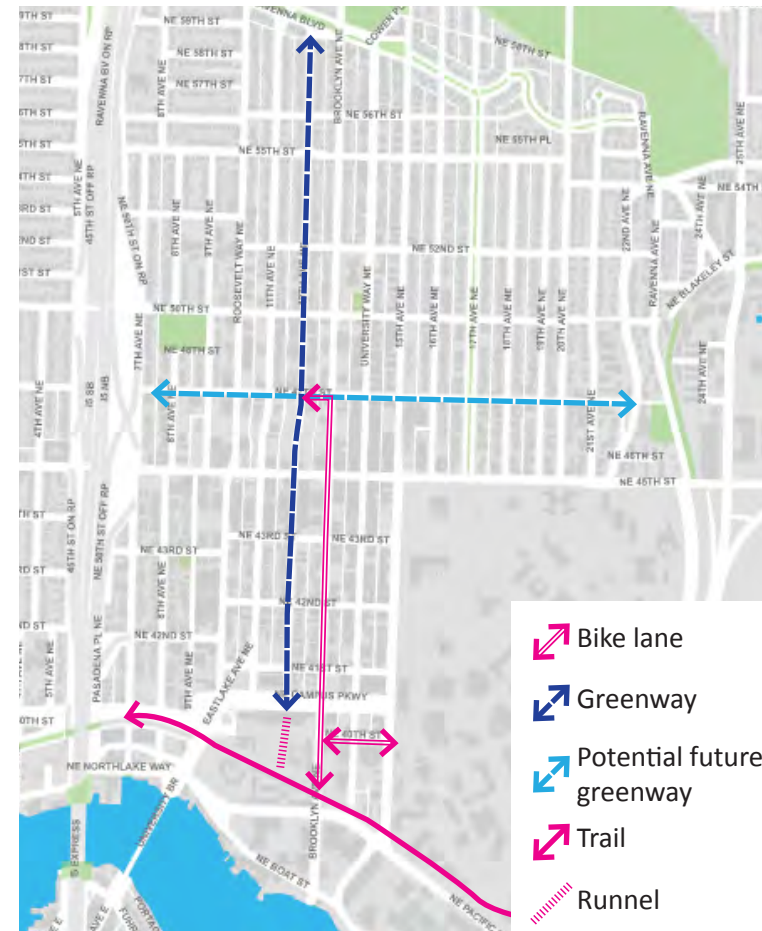 NE 59TH ST
RAVENNA BLVD
COWEN PL
NE 58TH ST
NE 58TH ST
BROOKLYN AVE NE
RAVENNA BV ON RP
8TH AVE NE
NE 57TH ST
NE 56TH ST
NE 55TH ST
NE 55TH PL
RAVENNA AVE NE
25TH AVE NE
NE 54TH
5TH AVE NE
45TH ST OFF RP
NE 50TH ST ON RP
8TH AVE NE
9TH AVE NE
ROOSEVELT WAY NE
11TH AVE NE
UNIVERSITY WAY NE
NE 52ND ST
15TH AVE NE
16TH AVE NE
17TH AVE NE
18TH AVE NE
19TH AVE NE
20TH AVE NE
22ND AVE NE
RAVENNA AVE NE
24TH AVE NE
NE BLAKELEY ST
NE 50TH ST
7TH AVE NE
4TH AVE NE
I5 SB
I5 NB
8TH AVE NE
21ST AVE NE
24TH AVE NE
NE 46TH ST
NE 45TH ST
45TH ST ON RP
NE 50TH ST OFF RP
NE 43RD ST
NE 43RD ST
NE 43RD ST
8TH AVE NE
NE 42ND ST
NE 42ND ST
PASADENA PL NE
5TH AVE NE
9TH AVE NE
EASTLAKE AVE NE
NE 41ST ST
NE CAMPUS PKWY
NE 40TH ST
NE NORTHLAKE WAY
UNIVERSITY BR
I5 EXPRESS
BROOKLYN
NE BOAT ST
NE PACIFIC
Bike lane
Greenway
Potential future
greenway
Trail
Runnel